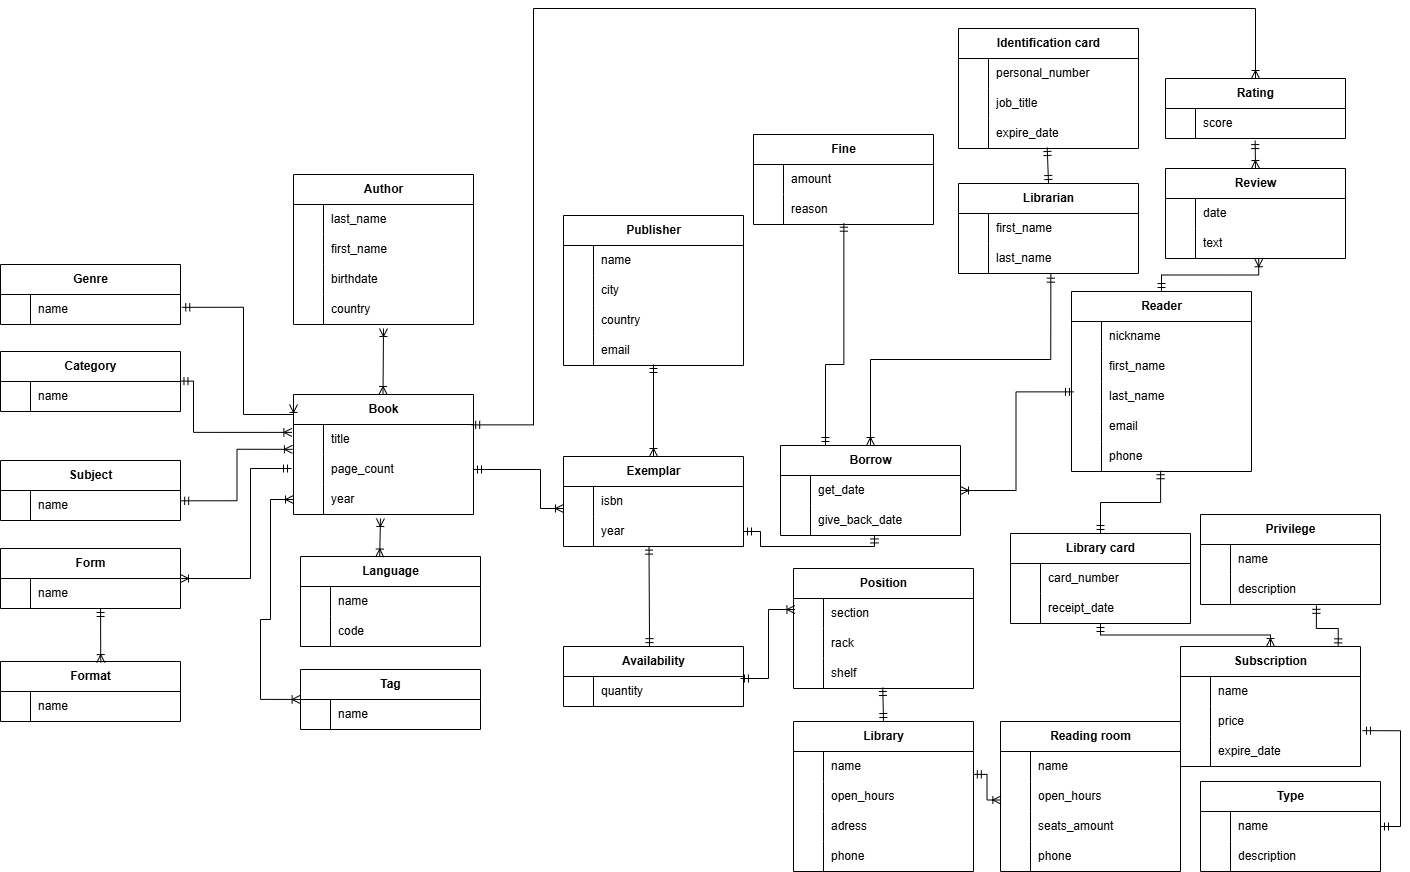 Identification card
personal_number
job_title
expire_date
Rating
score
Fine
amount
reason
Review
date
text
Author
last_name
first_name
birthdate
country
Librarian
first_name
last_name
Publisher
name
city
country
email
Genre
name
Reader
nickname
first_name
last_name
email
phone
Category
name
Book
title
page_count
year
Borrow
get_date
give_back_date
Exemplar
isbn
year
Subject
name
Privilege
name
description
Library card
card_number
receipt_date
Form
name
Language
name
code
Position
section
rack
shelf
Availability
quantity
Subscription
name
price
expire_date
Format
name
Tag
name
Library
name
open_hours
adress
phone
Reading room
name
open_hours
seats_amount
phone
Type
name
description